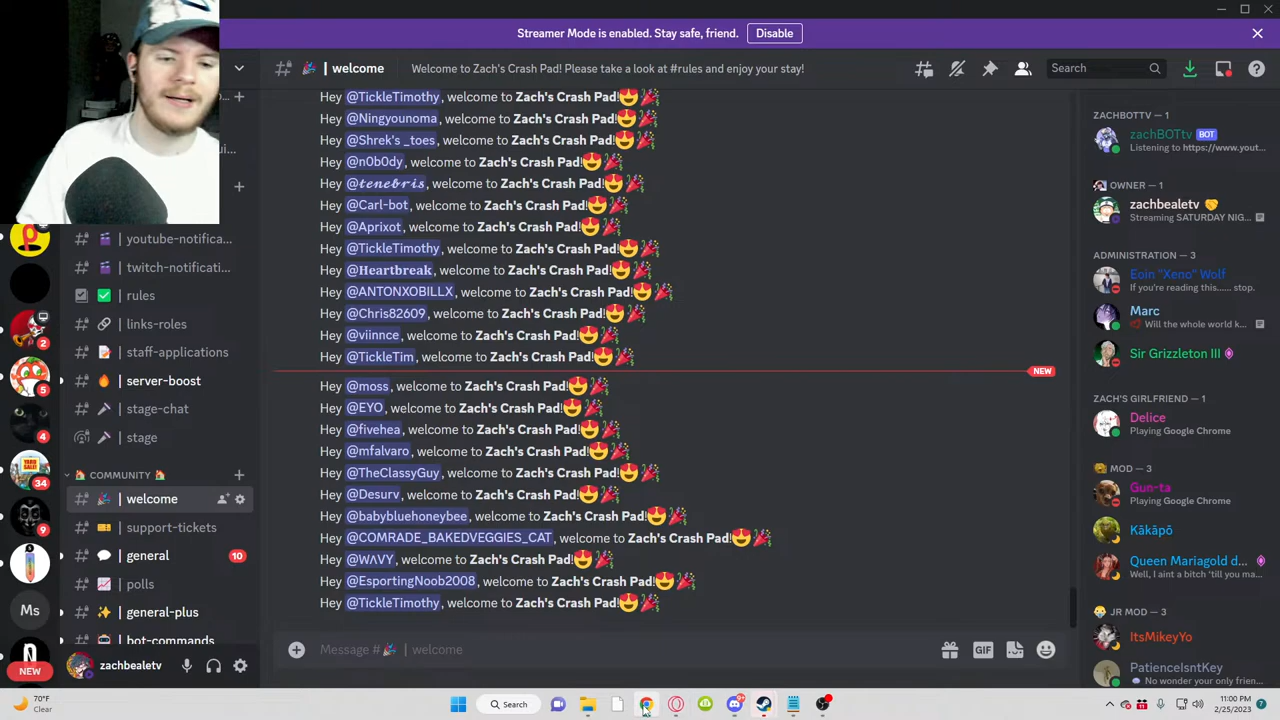 Streamer Mode is enabled. Stay safe, friend. Disable
| welcome Welcome to Zach's Crash Pad! Please take a look at #rules and enjoy your stay! Search
| youtube-notifica...
| twitch-notificati...
| rules
| links-roles
| staff-applications
| server-boost
| stage-chat
| stage
COMMUNITY
| welcome
| support-tickets
| general 10
| polls
| general-plus
| bot-commands
2
5
4
34
9
Ms
NEW
zachbealetv
Hey @TickleTimothy, welcome to Zach's Crash Pad!
Hey @Ningyounoma, welcome to Zach's Crash Pad!
Hey @Shrek's _toes, welcome to Zach's Crash Pad!
Hey @n0b0dy, welcome to Zach's Crash Pad!
Hey @𝓽𝓮𝓷𝓮𝓫𝓻𝓲𝓼, welcome to Zach's Crash Pad!
Hey @Carl-bot, welcome to Zach's Crash Pad!
Hey @Aprixot, welcome to Zach's Crash Pad!
Hey @TickleTimothy, welcome to Zach's Crash Pad!
Hey @𝐇𝐞𝐚𝐫𝐭𝐛𝐫𝐞𝐚𝐤, welcome to Zach's Crash Pad!
Hey @ANTONXOBILLX, welcome to Zach's Crash Pad!
Hey @Chris82609, welcome to Zach's Crash Pad!
Hey @viinnce, welcome to Zach's Crash Pad!
Hey @TickleTim, welcome to Zach's Crash Pad!
NEW
Hey @moss, welcome to Zach's Crash Pad!
Hey @EYO, welcome to Zach's Crash Pad!
Hey @fivehea, welcome to Zach's Crash Pad!
Hey @mfalvaro, welcome to Zach's Crash Pad!
Hey @TheClassyGuy, welcome to Zach's Crash Pad!
Hey @Desurv, welcome to Zach's Crash Pad!
Hey @babybluehoneybee, welcome to Zach's Crash Pad!
Hey @COMRADE_BAKEDVEGGIES_CAT, welcome to Zach's Crash Pad!
Hey @WΛVY, welcome to Zach's Crash Pad!
Hey @EsportingNoob2008, welcome to Zach's Crash Pad!
Hey @TickleTimothy, welcome to Zach's Crash Pad!
Message # | welcome
GIF
ZACHBOTTV — 1
zachBOTtv BOT
Listening to https://www.yout...
OWNER — 1
zachbealetv
Streaming SATURDAY NIG...
ADMINISTRATION — 3
Eoin "Xeno" Wolf
If you're reading this...... stop.
Marc
Will the whole world k...
Sir Grizzleton III
ZACH'S GIRLFRIEND — 1
Delice
Playing Google Chrome
MOD — 3
Gun-ta
Playing Google Chrome
Kākāpō
Queen Mariagold d...
Well, I aint a bitch 'till you ma...
JR MOD — 3
ItsMikeyYo
PatienceIsntKey
No wonder your only frien...
70°F
Clear
Search
11:00 PM
2/25/2023